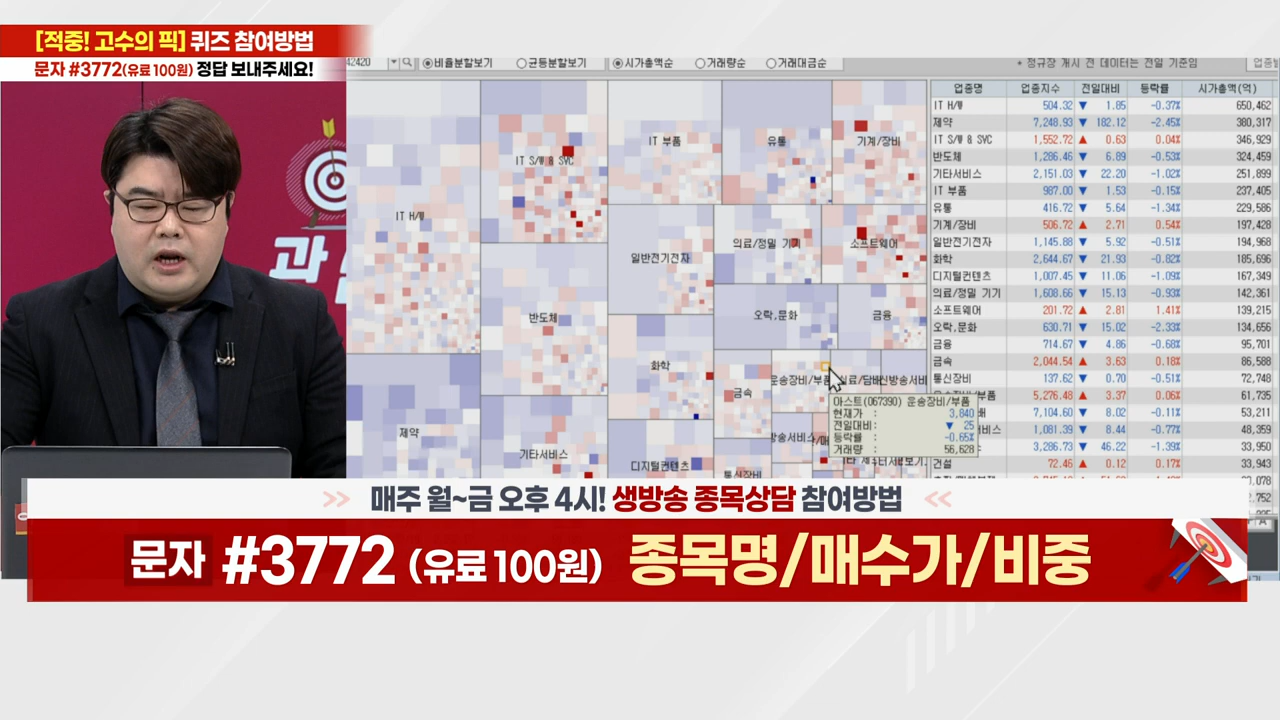 [적중! 고수의 픽] 퀴즈 참여방법
문자 #3772(유료 100원) 정답 보내주세요!
42420 비율분할보기 균등분할보기 시가총액순 거래량순 거래대금순 * 정규장 개시 전 데이터는 전일 기준임
업종명 업종지수 전일대비 등락률 시가총액(억)
IT H/W 504.32 ▼ 1.85 -0.37% 650,462
제약 7,248.93 ▼ 182.12 -2.45% 380,317
IT S/W & SVC 1,552.72 ▲ 0.63 0.04% 346,929
반도체 1,286.46 ▼ 6.89 -0.53% 324,459
기타서비스 2,151.03 ▼ 22.20 -1.02% 251,899
IT 부품 987.00 ▼ 1.53 -0.15% 237,405
유통 416.72 ▼ 5.64 -1.34% 229,586
기계/장비 506.72 ▲ 2.71 0.54% 197,428
일반전기전자 1,145.88 ▼ 5.92 -0.51% 194,968
화학 2,644.67 ▼ 21.93 -0.82% 185,696
디지털컨텐츠 1,007.45 ▼ 11.06 -1.09% 167,349
의료/정밀 기기 1,608.66 ▼ 15.13 -0.93% 142,361
소프트웨어 201.72 ▲ 2.81 1.41% 139,215
오락,문화 630.71 ▼ 15.02 -2.33% 134,656
금융 714.67 ▼ 4.86 -0.68% 95,701
금속 2,044.54 ▲ 3.63 0.18% 86,588
통신장비 137.62 ▼ 0.70 -0.51% 72,748
5,276.48 ▲ 3.37 0.06% 61,735
7,104.60 ▼ 8.02 -0.11% 53,211
1,081.39 ▼ 8.44 -0.77% 48,359
3,286.73 ▼ 46.22 -1.39% 33,950
건설 72.46 ▲ 0.12 0.17% 33,943
IT H/W
IT S/W & SVC
IT 부품
유통
기계/장비
일반전기전자
의료/정밀 기기
소프트웨어
반도체
오락,문화
금융
화학
금속
운송장비/부품
제약
기타서비스
디지털컨텐츠
통신장비
아스트(067390) 운송장비/부품
현재가 : 3,840
전일대비: ▼ 25
등락률 : -0.65%
거래량 : 56,628
과
매주 월~금 오후 4시! 생방송 종목상담 참여방법
문자 #3772 (유료 100원) 종목명/매수가/비중